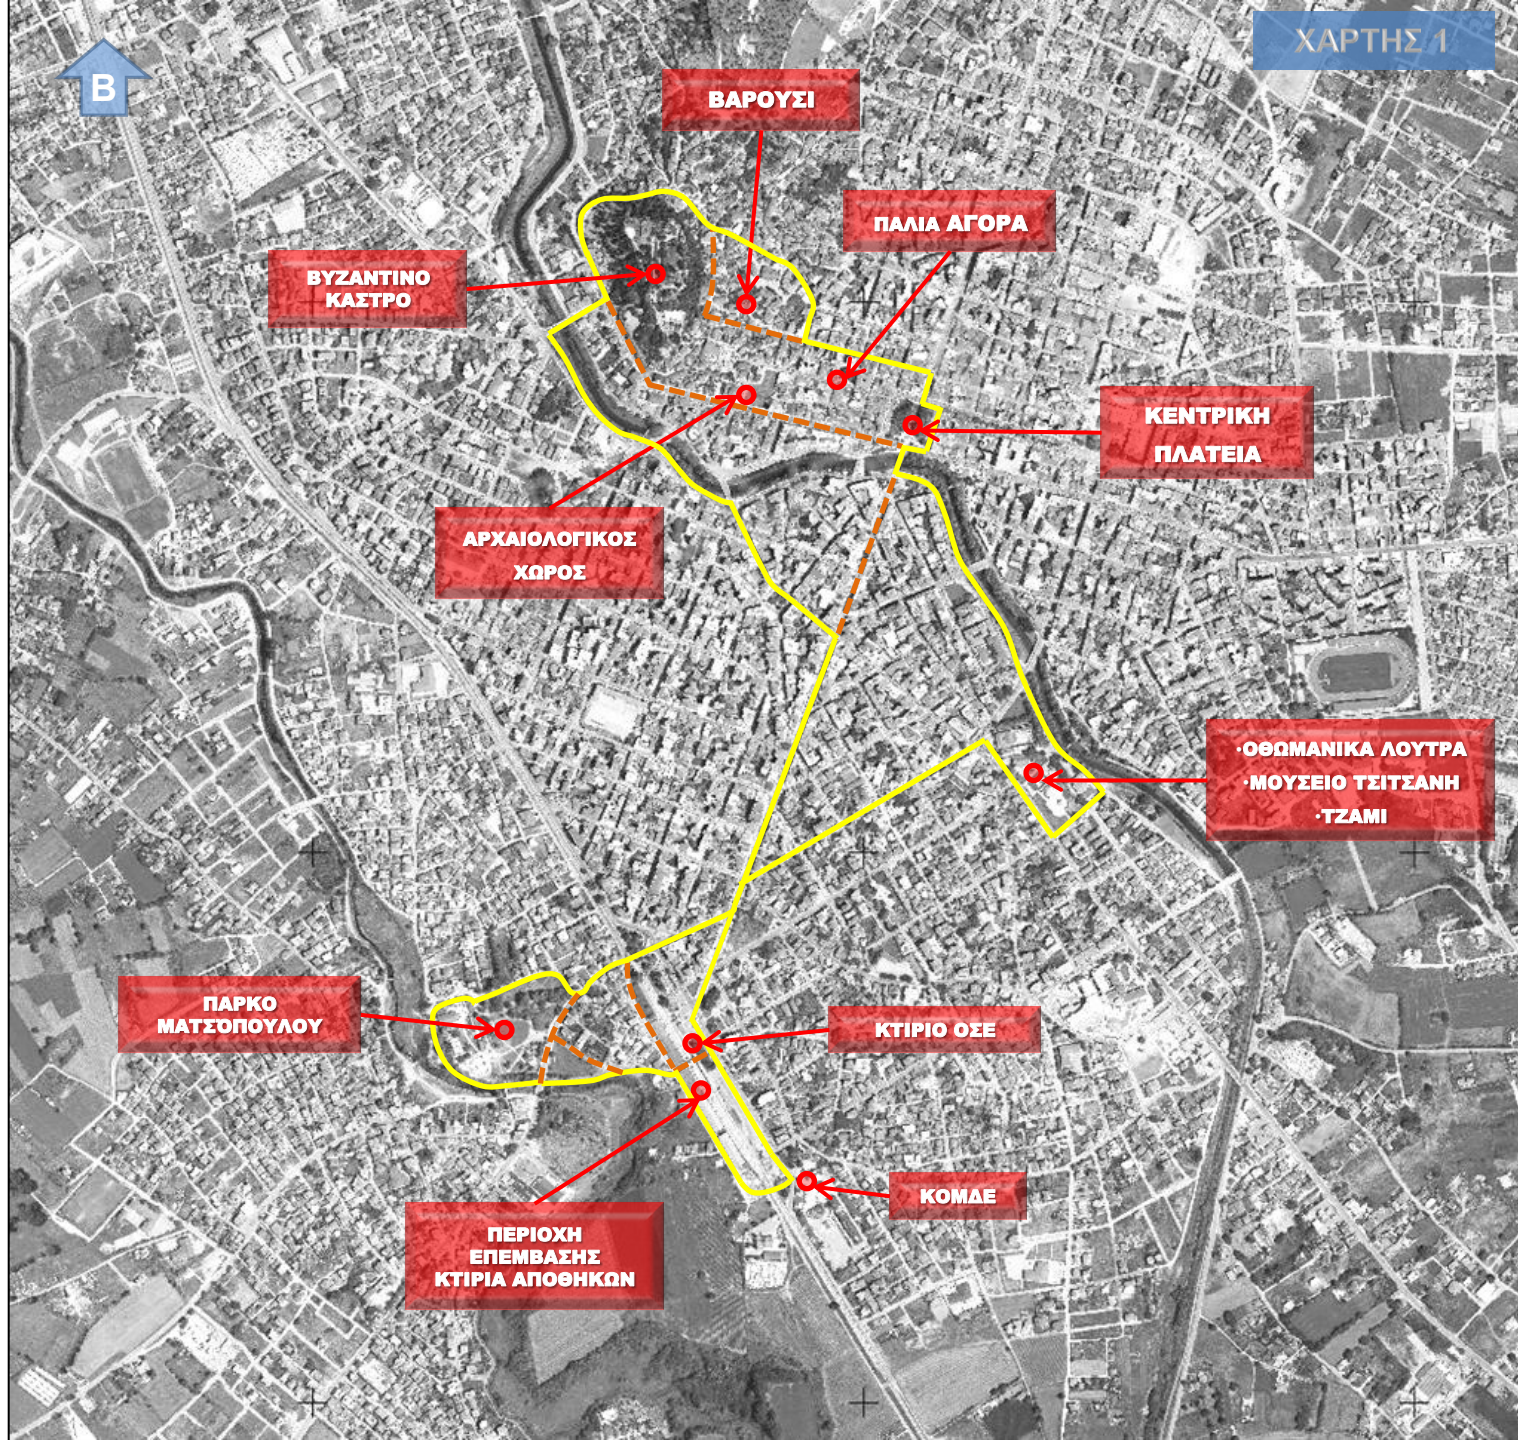 ΧΑΡΤΗΣ 1
Β
ΒΑΡΟΥΣΙ
ΠΑΛΙΑ ΑΓΟΡΑ
ΒΥΖΑΝΤΙΝΟ
ΚΑΣΤΡΟ
ΚΕΝΤΡΙΚΗ
ΠΛΑΤΕΙΑ
ΑΡΧΑΙΟΛΟΓΙΚΟΣ
ΧΩΡΟΣ
•ΟΘΩΜΑΝΙΚΑ ΛΟΥΤΡΑ
•ΜΟΥΣΕΙΟ ΤΣΙΤΣΑΝΗ
•ΤΖΑΜΙ
ΠΑΡΚΟ
ΜΑΤΣΌΠΟΥΛΟΥ
ΚΤΙΡΙΟ ΟΣΕ
ΚΟΜΔΕ
ΠΕΡΙΟΧΗ
ΕΠΕΜΒΑΣΗΣ
ΚΤΙΡΙΑ ΑΠΟΘΗΚΩΝ